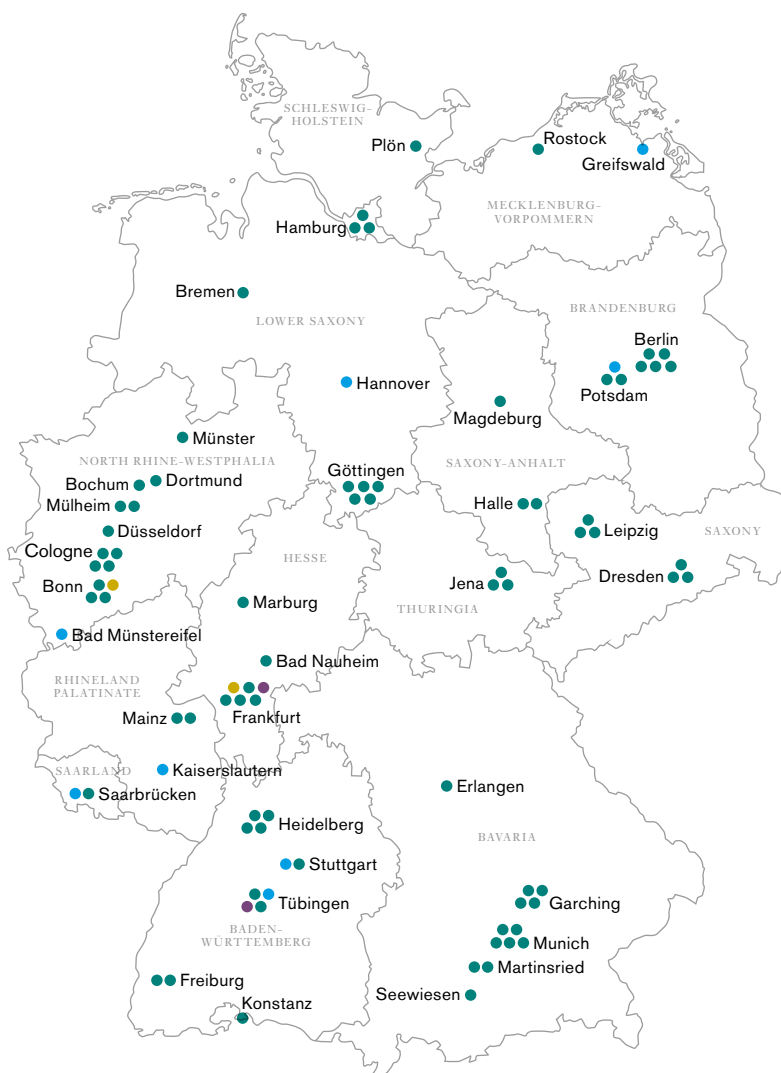 SCHLESWIG-
HOLSTEIN
Plön
Rostock
Greifswald
MECKLENBURG-
VORPOMMERN
Hamburg
Bremen
LOWER SAXONY
BRANDENBURG
Berlin
Hannover
Potsdam
Magdeburg
Münster
NORTH RHINE-WESTPHALIA
Göttingen
SAXONY-ANHALT
Bochum
Dortmund
Mülheim
Halle
Düsseldorf
Leipzig
SAXONY
Cologne
HESSE
Bonn
Jena
Dresden
Marburg
THURINGIA
Bad Münstereifel
Bad Nauheim
RHINELAND
PALATINATE
Mainz
Frankfurt
SAARLAND
Kaiserslautern
Saarbrücken
Erlangen
Heidelberg
BAVARIA
Stuttgart
Tübingen
Garching
BADEN-
WÜRTTEMBERG
Munich
Martinsried
Freiburg
Seewiesen
Konstanz